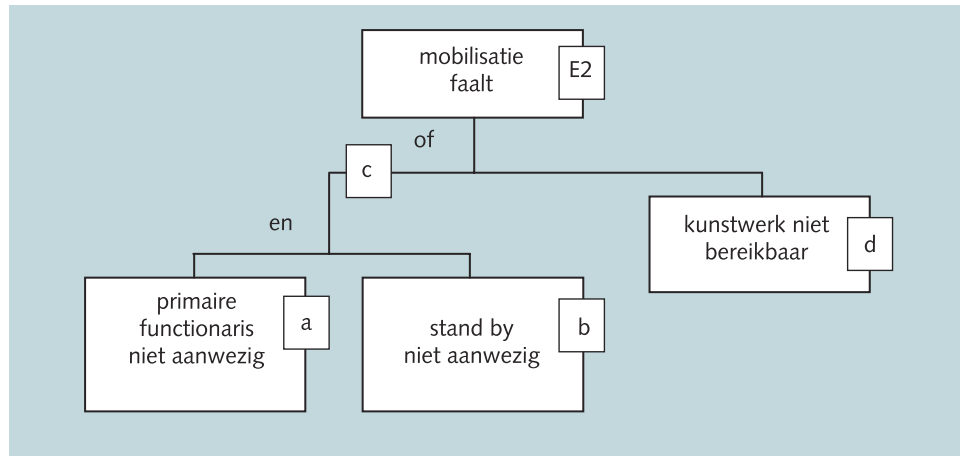 mobilisatie
faalt
E2
of
c
en
kunstwerk niet
bereikbaar
d
primaire
functionaris
niet aanwezig
a
stand by
niet aanwezig
b